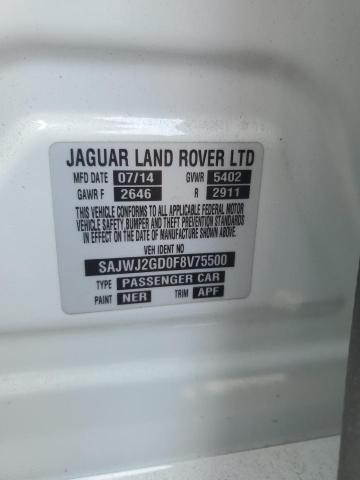 JAGUAR LAND ROVER LTD
MFD DATE 07/14 GVWR 5402
GAWR F 2646 R 2911
THIS VEHICLE CONFORMS TO ALL APPLICABLE FEDERAL MOTOR
VEHICLE SAFETY, BUMPER AND THEFT PREVENTION STANDARDS
IN EFFECT ON THE DATE OF MANUFACTURE SHOWN ABOVE.
VEH IDENT NO
SAJWJ2GD0F8V75500
TYPE PASSENGER CAR
PAINT NER TRIM APF